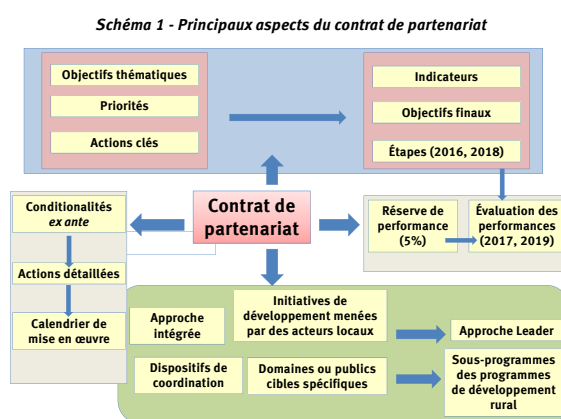 Schéma 1 - Principaux aspects du contrat de partenariat
Objectifs thématiques
Priorités
Actions clés
Indicateurs
Objectifs finaux
Étapes (2016, 2018)
Conditionalités
ex ante
Actions détaillées
Calendrier de
mise en œuvre
Contrat de
partenariat
Réserve de
performance
(5%)
Évaluation des
performances
(2017, 2019)
Approche
intégrée
Initiatives de
développement menées
par des acteurs locaux
Approche Leader
Dispositifs de
coordination
Domaines ou publics
cibles spécifiques
Sous-programmes
des programmes
de développement
rural